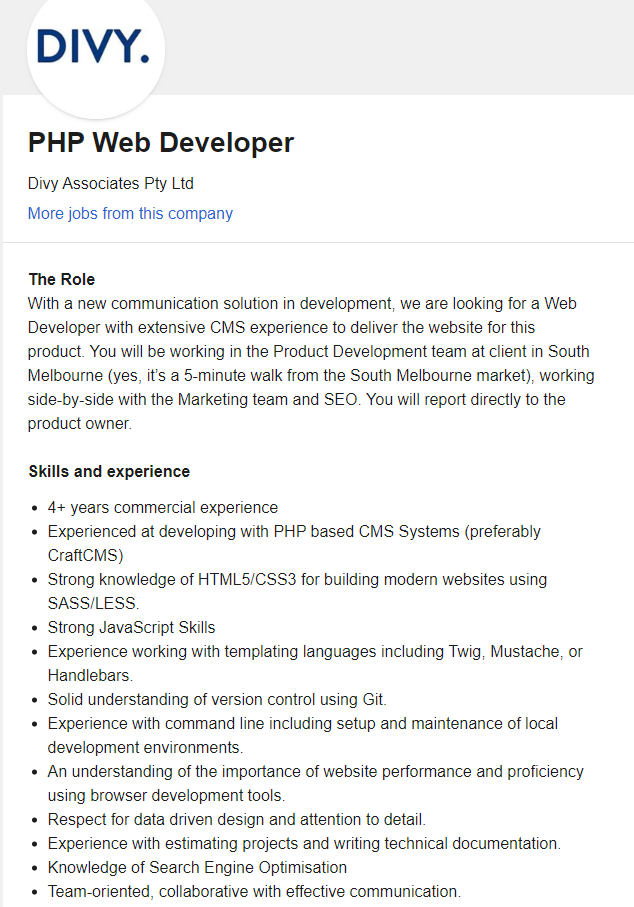 DIVY.
PHP Web Developer
Divy Associates Pty Ltd
More jobs from this company
The Role
With a new communication solution in development, we are looking for a Web
Developer with extensive CMS experience to deliver the website for this
product. You will be working in the Product Development team at client in South
Melbourne (yes, it’s a 5-minute walk from the South Melbourne market), working
side-by-side with the Marketing team and SEO. You will report directly to the
product owner.
Skills and experience
• 4+ years commercial experience
• Experienced at developing with PHP based CMS Systems (preferably
CraftCMS)
• Strong knowledge of HTML5/CSS3 for building modern websites using
SASS/LESS.
• Strong JavaScript Skills
• Experience working with templating languages including Twig, Mustache, or
Handlebars.
• Solid understanding of version control using Git.
• Experience with command line including setup and maintenance of local
development environments.
• An understanding of the importance of website performance and proficiency
using browser development tools.
• Respect for data driven design and attention to detail.
• Experience with estimating projects and writing technical documentation.
• Knowledge of Search Engine Optimisation
• Team-oriented, collaborative with effective communication.